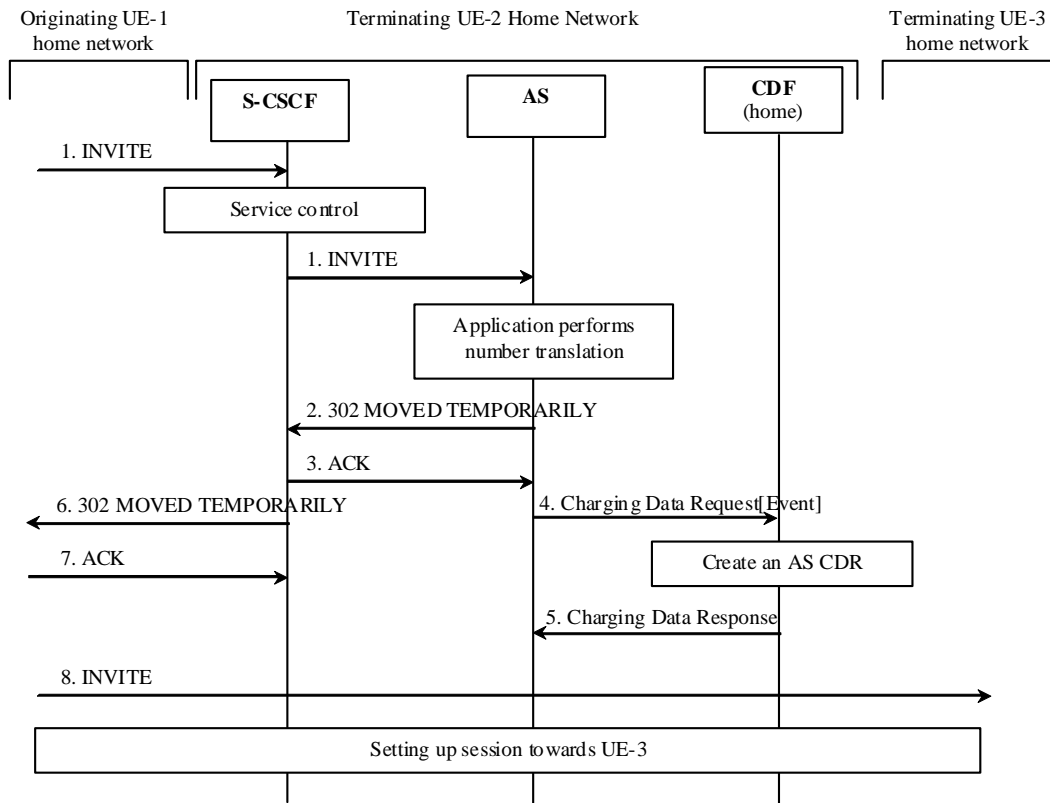 Originating UE-1
home network
Terminating UE-2 Home Network
Terminating UE-3
home network
S-CSCF
AS
CDF
(home)
1. INVITE
Service control
1. INVITE
Application performs
number translation
2. 302 MOVED TEMPORARILY
3. ACK
6. 302 MOVED TEMPORARILY
4. Charging Data Request[Event]
7. ACK
Create an AS CDR
5. Charging Data Response
8. INVITE
Setting up session towards UE-3